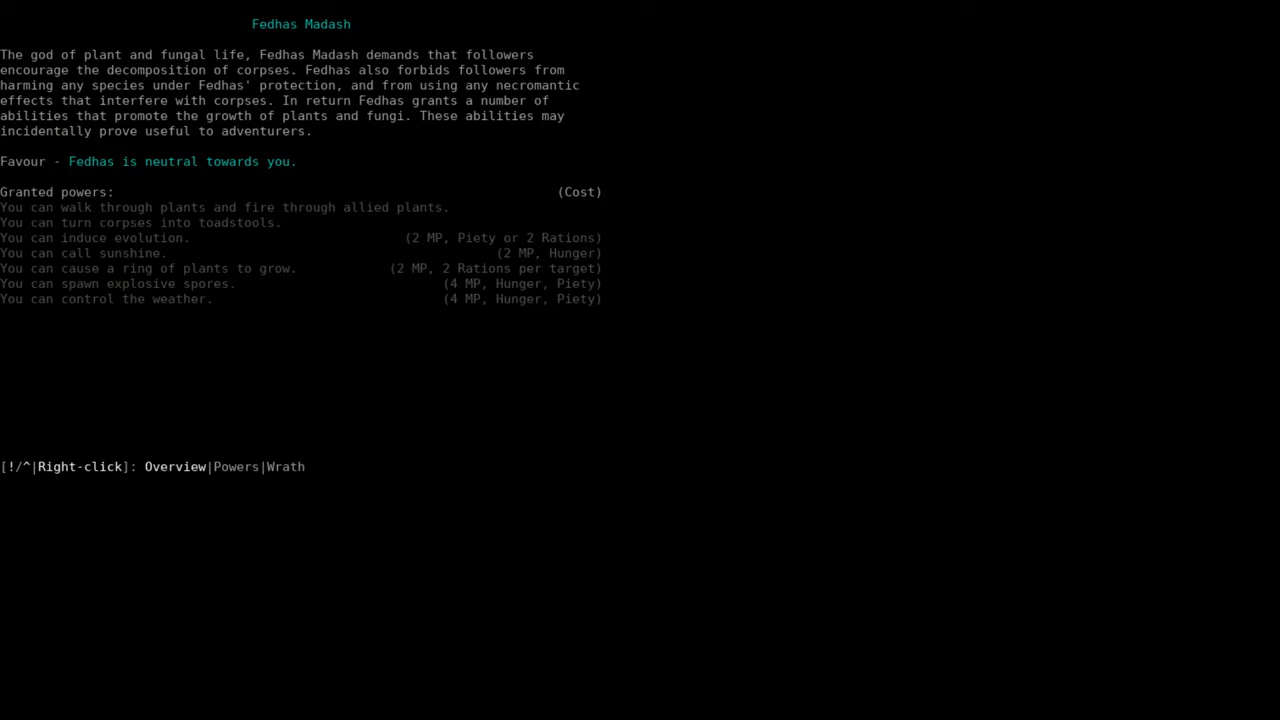 Fedhas Madash
The god of plant and fungal life, Fedhas Madash demands that followers
encourage the decomposition of corpses. Fedhas also forbids followers from
harming any species under Fedhas' protection, and from using any necromantic
effects that interfere with corpses. In return Fedhas grants a number of
abilities that promote the growth of plants and fungi. These abilities may
incidentally prove useful to adventurers.
Favour - Fedhas is neutral towards you.
Granted powers: (Cost)
You can walk through plants and fire through allied plants.
You can turn corpses into toadstools.
You can induce evolution. (2 MP, Piety or 2 Rations)
You can call sunshine. (2 MP, Hunger)
You can cause a ring of plants to grow. (2 MP, 2 Rations per target)
You can spawn explosive spores. (4 MP, Hunger, Piety)
You can control the weather. (4 MP, Hunger, Piety)
[!/^|Right-click]: Overview|Powers|Wrath